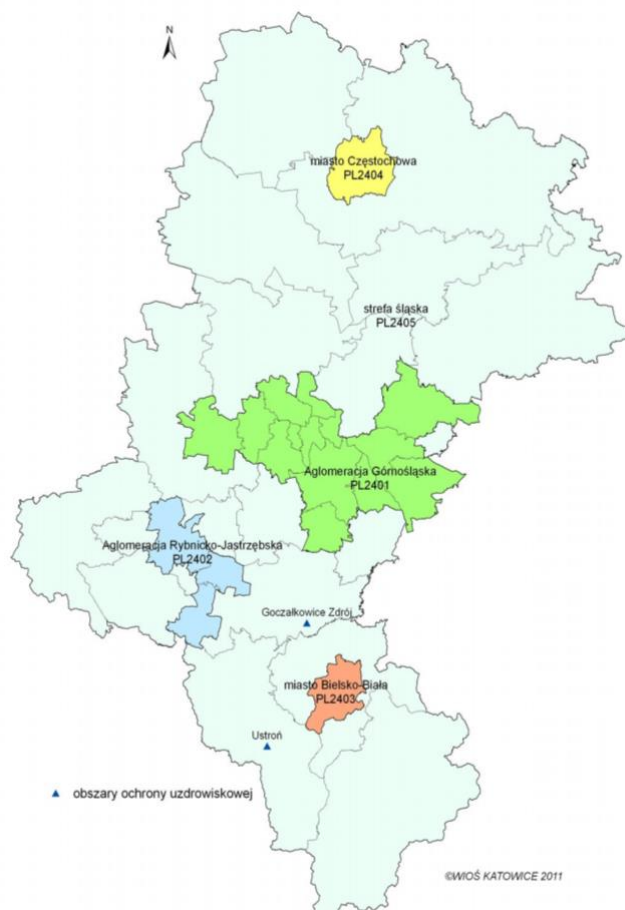 N
miasto Częstochowa
PL2404
strefa śląska
PL2405
Aglomeracja Górnośląska
PL2401
Aglomeracja Rybnicko-Jastrzębska
PL2402
Goczałkowice Zdrój
miasto Bielsko-Biała
PL2403
Ustroń
obszary ochrony uzdrowiskowej
©WIOŚ KATOWICE 2011